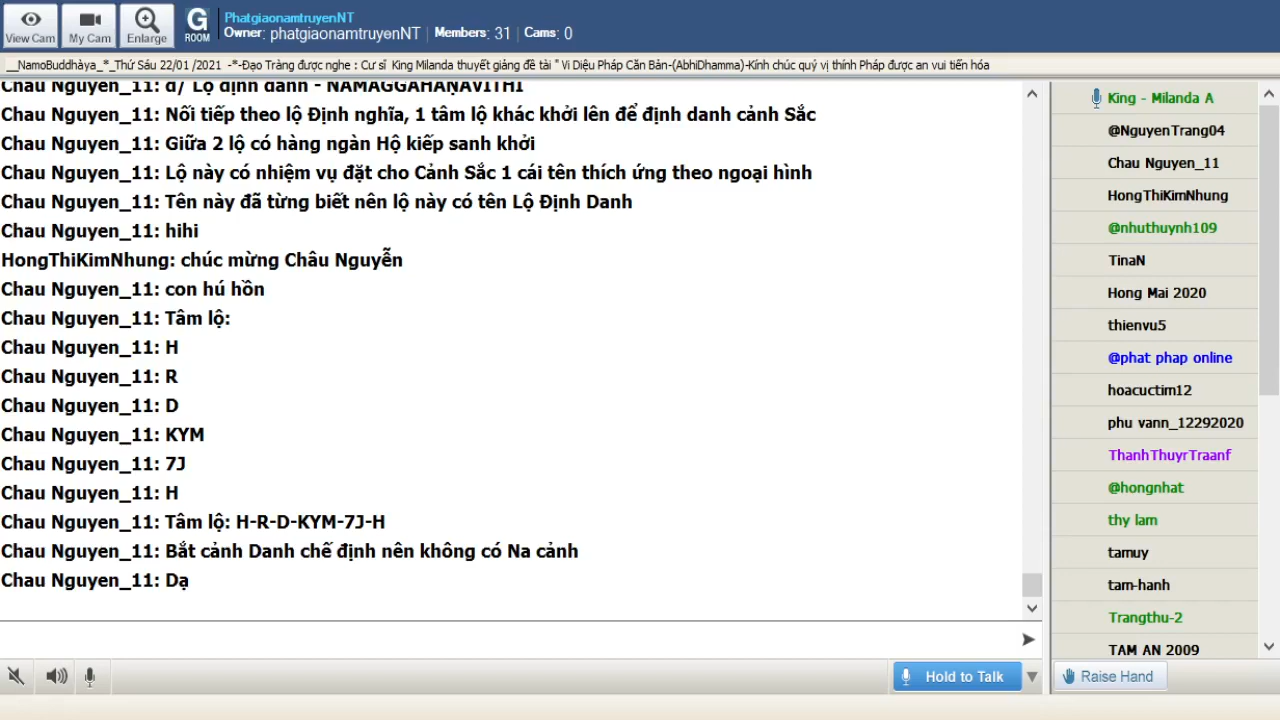 View Cam
My Cam
Enlarge
G
ROOM
PhatgiaonamtruyenNT
Owner: phatgiaonamtruyenNT | Members: 31 | Cams: 0
__NamoBuddhàya_*_Thứ Sáu 22/01 /2021 -*-Đạo Tràng được nghe : Cư sĩ King Milanda thuyết giảng đề tài " Vi Diệu Pháp Căn Bản-(AbhiDhamma)-Kính chúc quý vị thính Pháp được an vui tiến hóa
Chau Nguyen_11: d/ Lộ định danh - NAMAGGAHAṆAVITHI
Chau Nguyen_11: Nối tiếp theo lộ Định nghĩa, 1 tâm lộ khác khởi lên để định danh cảnh Sắc
Chau Nguyen_11: Giữa 2 lộ có hàng ngàn Hộ kiếp sanh khởi
Chau Nguyen_11: Lộ này có nhiệm vụ đặt cho Cảnh Sắc 1 cái tên thích ứng theo ngoại hình
Chau Nguyen_11: Tên này đã từng biết nên lộ này có tên Lộ Định Danh
Chau Nguyen_11: hihi
HongThiKimNhung: chúc mừng Châu Nguyễn
Chau Nguyen_11: con hú hồn
Chau Nguyen_11: Tâm lộ:
Chau Nguyen_11: H
Chau Nguyen_11: R
Chau Nguyen_11: D
Chau Nguyen_11: KYM
Chau Nguyen_11: 7J
Chau Nguyen_11: H
Chau Nguyen_11: Tâm lộ: H-R-D-KYM-7J-H
Chau Nguyen_11: Bắt cảnh Danh chế định nên không có Na cảnh
Chau Nguyen_11: Dạ
King - Milanda A
@NguyenTrang04
Chau Nguyen_11
HongThiKimNhung
@nhuthuynh109
TinaN
Hong Mai 2020
thienvu5
@phat phap online
hoacuctim12
phu vann_12292020
ThanhThuyrTraanf
@hongnhat
thy lam
tamuy
tam-hanh
Trangthu-2
TAM AN 2009
Hold to Talk
Raise Hand